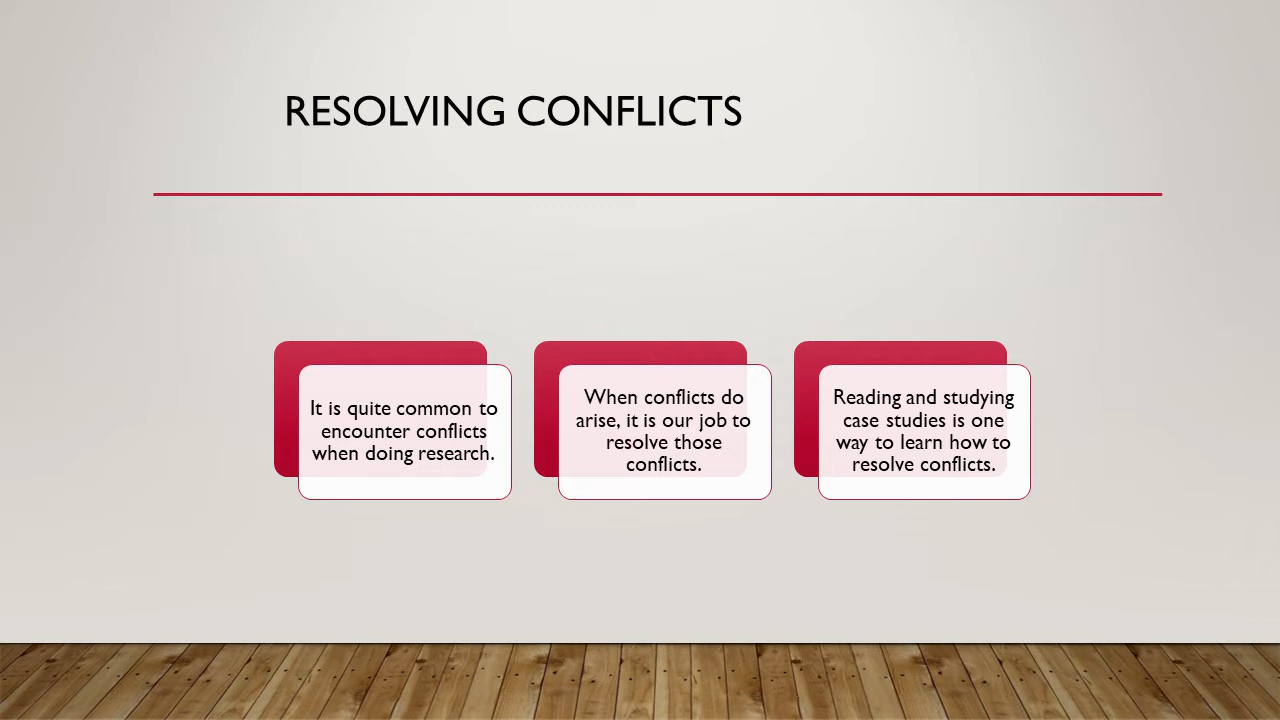 RESOLVING CONFLICTS
It is quite common to
encounter conflicts
when doing research.
When conflicts do
arise, it is our job to
resolve those
conflicts.
Reading and studying
case studies is one
way to learn how to
resolve conflicts.